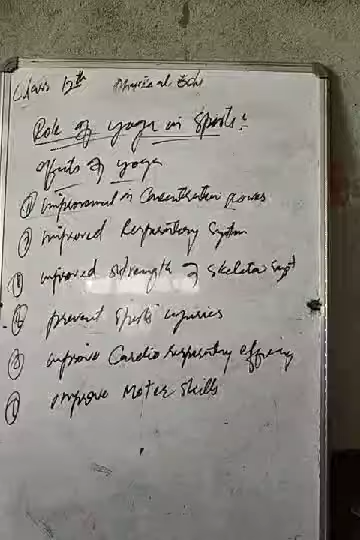 Class 12th Physical Edu
Role of yoga in Sports:
effects of yoga
① improvement in Concentration power
② improved Respiratory System
③ improved strength of skeletal syst
④ prevent Sports injuries
⑤ improve Cardio respiratory efficiency
① improve Moter skills